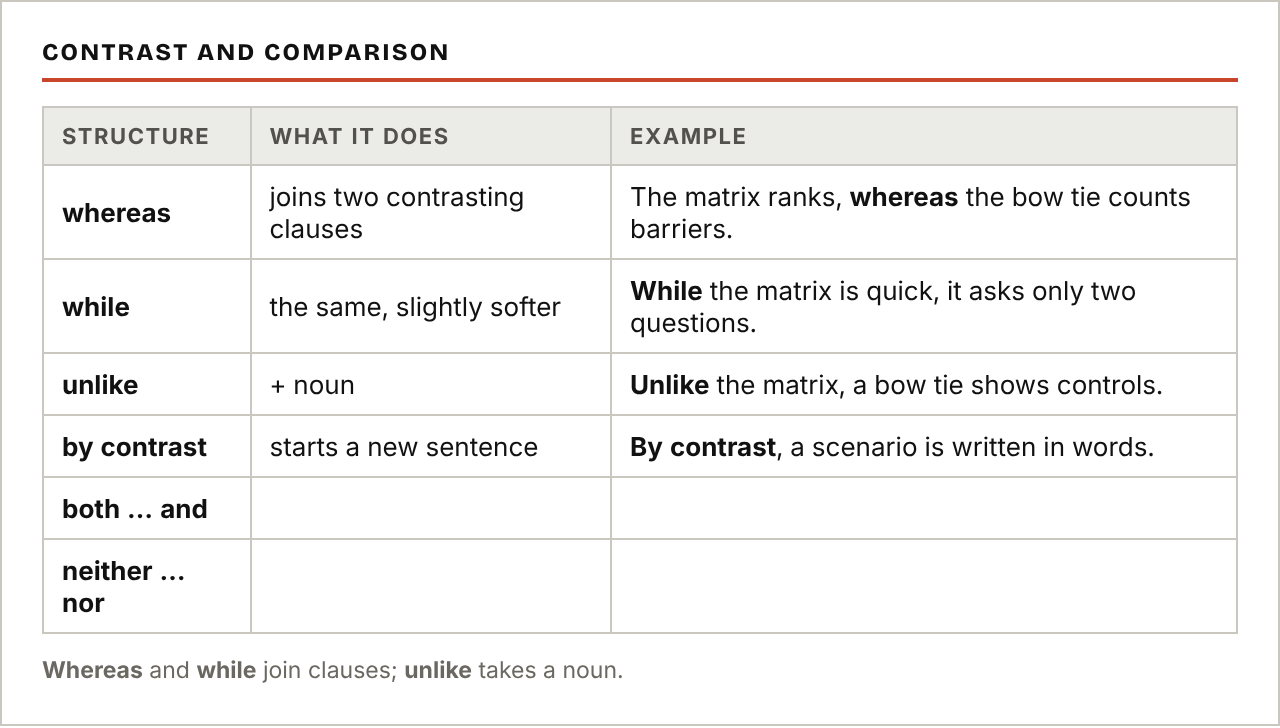 CONTRAST AND COMPARISON
STRUCTURE
WHAT IT DOES
EXAMPLE
whereas
joins two contrasting
clauses
The matrix ranks, whereas the bow tie counts
barriers.
while
the same, slightly softer
While the matrix is quick, it asks only two
questions.
unlike
+ noun
Unlike the matrix, a bow tie shows controls.
by contrast
starts a new sentence
By contrast, a scenario is written in words.
both … and
neither …
nor
Whereas and while join clauses; unlike takes a noun.